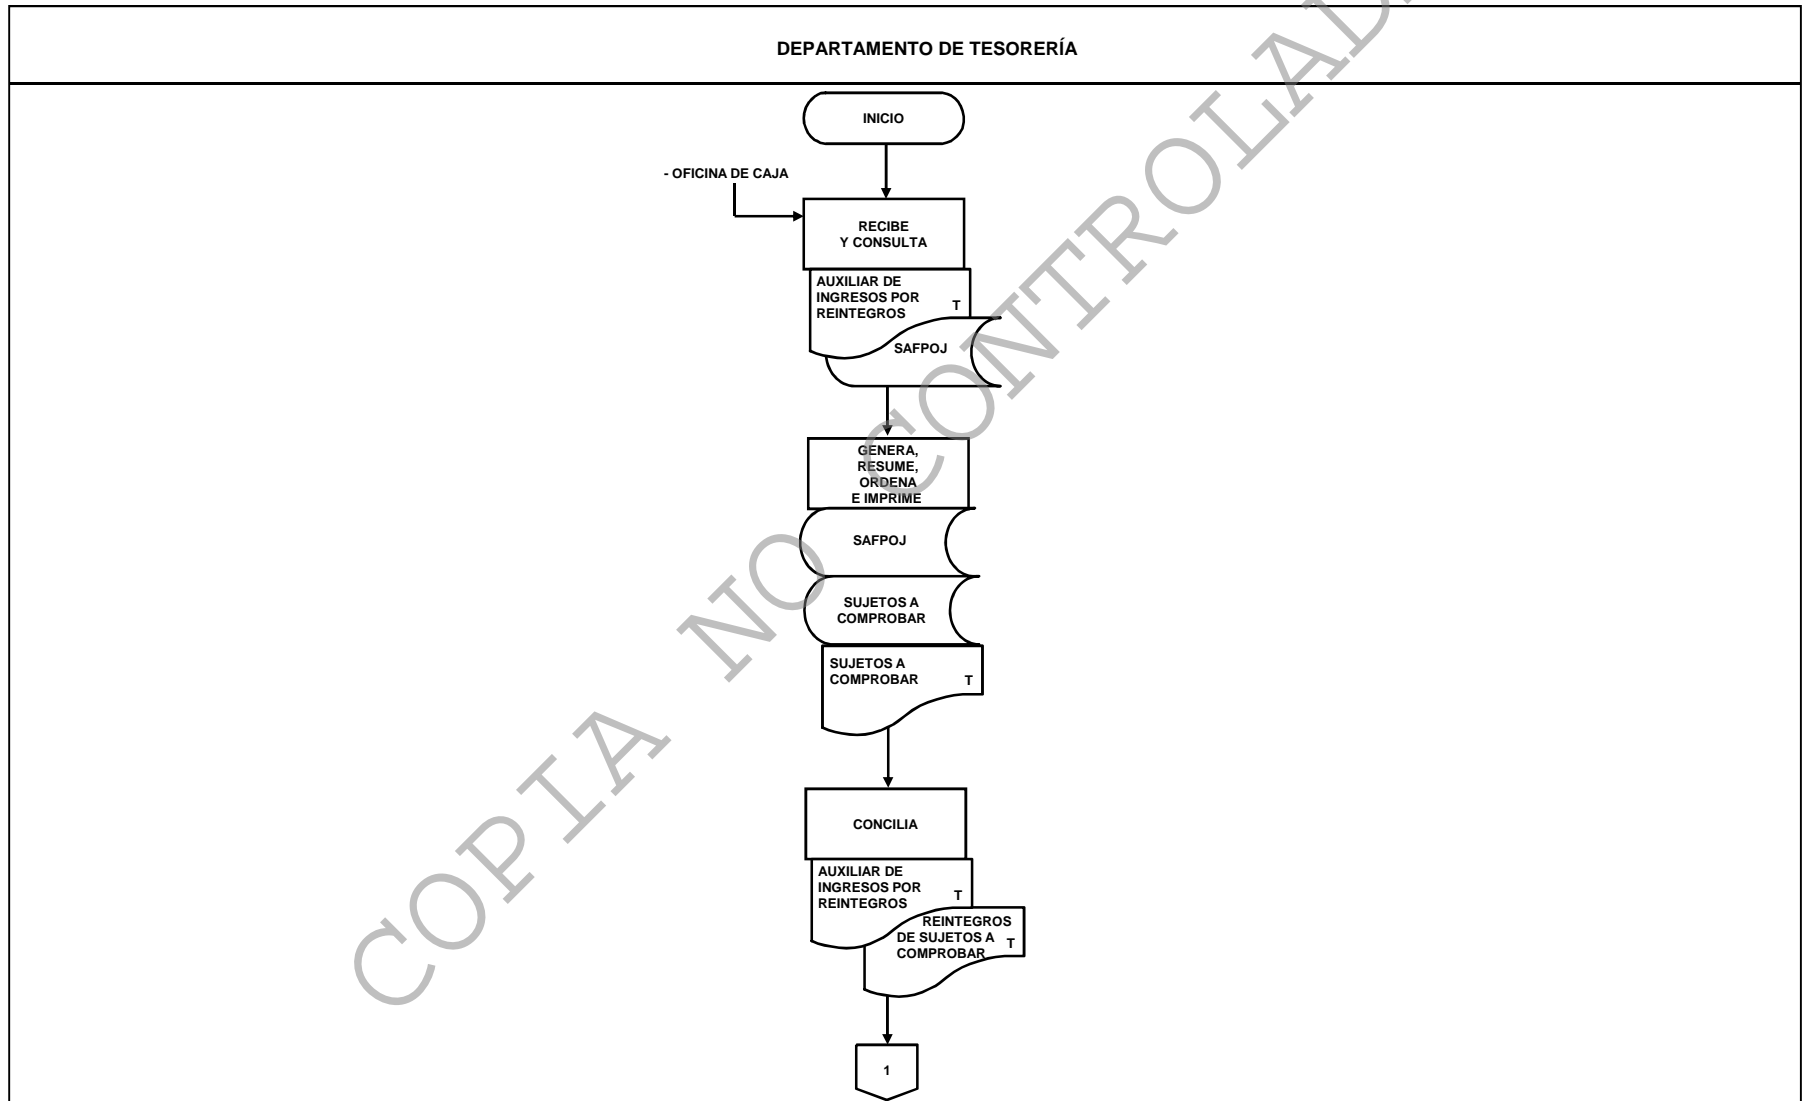 DEPARTAMENTO DE TESORERÍA
INICIO
- OFICINA DE CAJA
RECIBE
Y CONSULTA
AUXILIAR DE
INGRESOS POR
REINTEGROS
T
SAFPOJ
GENERA,
RESUME,
ORDENA
E IMPRIME
SAFPOJ
SUJETOS A
COMPROBAR
SUJETOS A
COMPROBAR
T
CONCILIA
AUXILIAR DE
INGRESOS POR
REINTEGROS
T
REINTEGROS
DE SUJETOS A
COMPROBAR
T
1
COPIA NO CONTROLAD